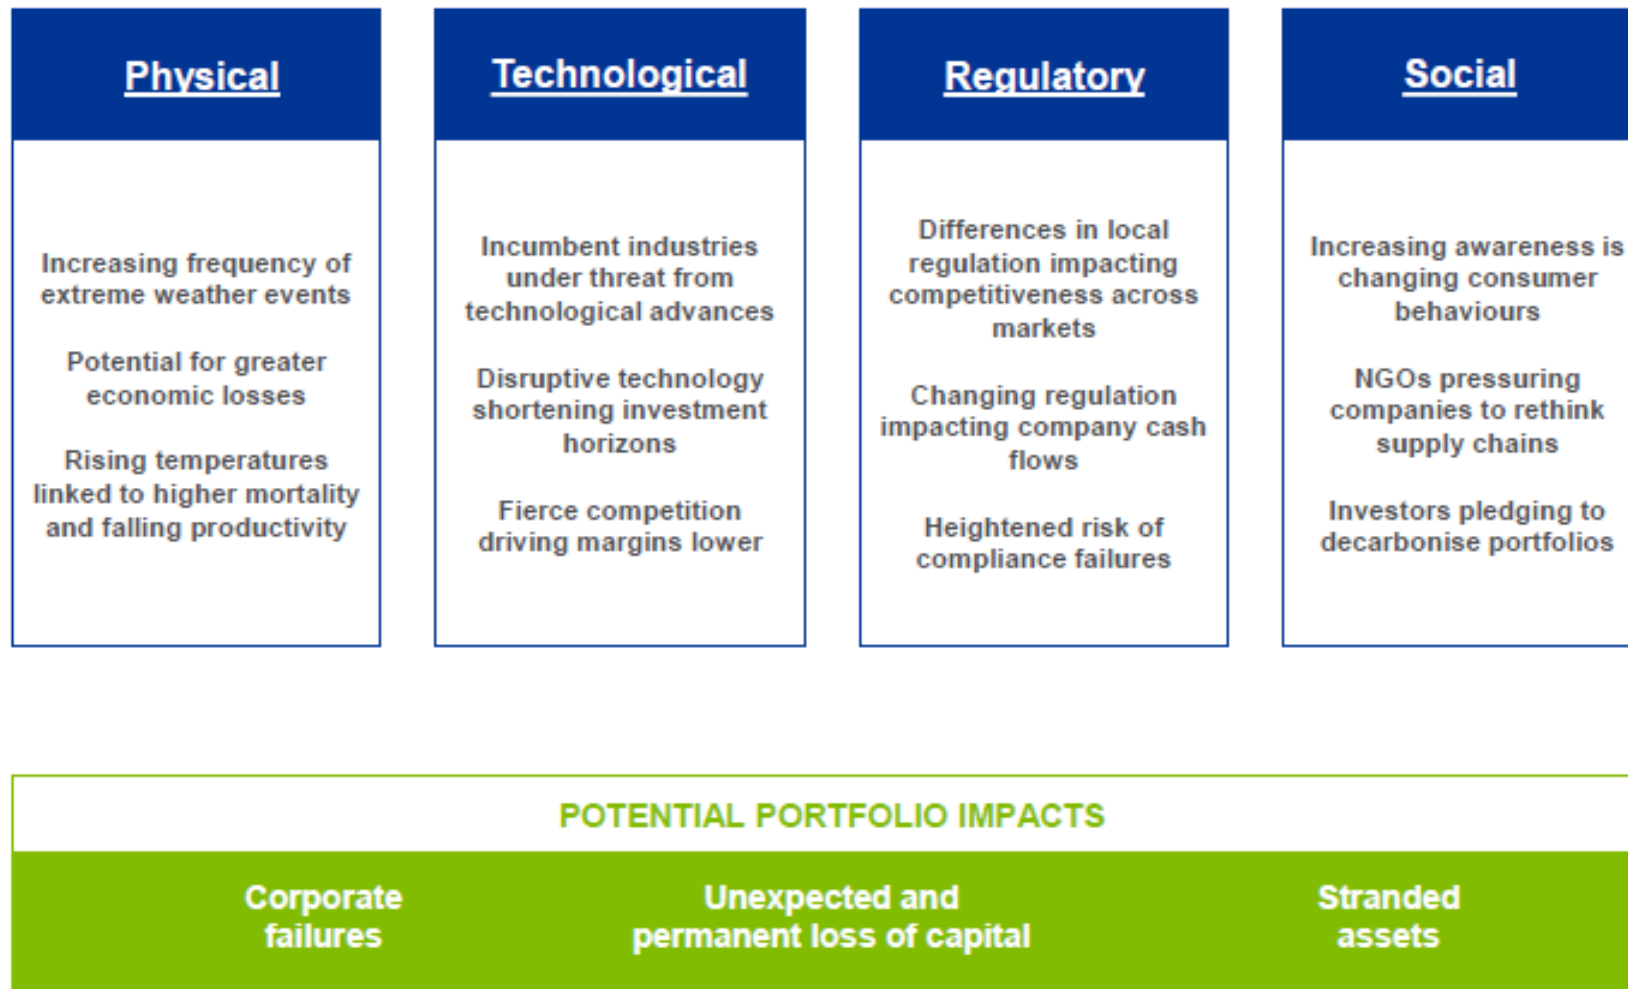 Physical
Increasing frequency of
extreme weather events
Potential for greater
economic losses
Rising temperatures
linked to higher mortality
and falling productivity
Technological
Incumbent industries
under threat from
technological advances
Disruptive technology
shortening investment
horizons
Fierce competition
driving margins lower
Regulatory
Differences in local
regulation impacting
competitiveness across
markets
Changing regulation
impacting company cash
flows
Heightened risk of
compliance failures
Social
Increasing awareness is
changing consumer
behaviours
NGOs pressuring
companies to rethink
supply chains
Investors pledging to
decarbonise portfolios
POTENTIAL PORTFOLIO IMPACTS
Corporate
failures
Unexpected and
permanent loss of capital
Stranded
assets